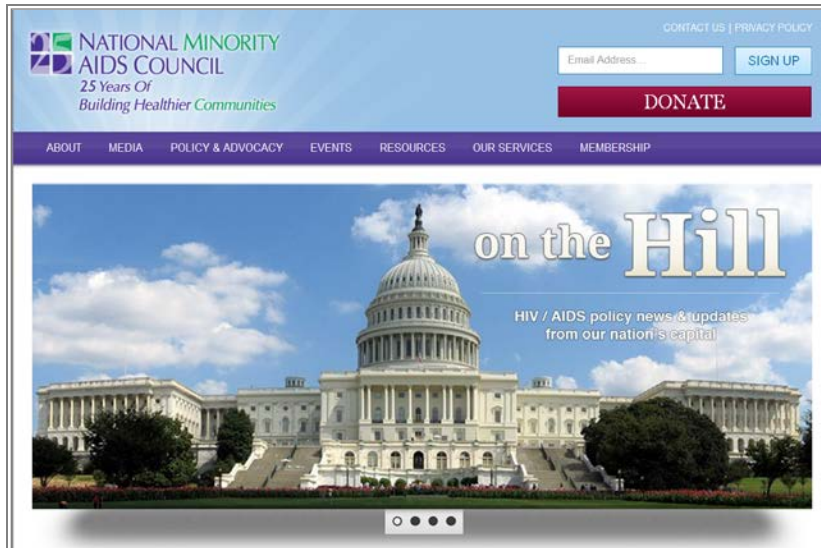 CONTACT US | PRIVACY POLICY
NATIONAL MINORITY
AIDS COUNCIL
25 Years Of
Building Healthier Communities
Email Address...
SIGN UP
DONATE
ABOUT MEDIA POLICY & ADVOCACY EVENTS RESOURCES OUR SERVICES MEMBERSHIP
on the Hill
HIV / AIDS policy news & updates
from our nation's capital